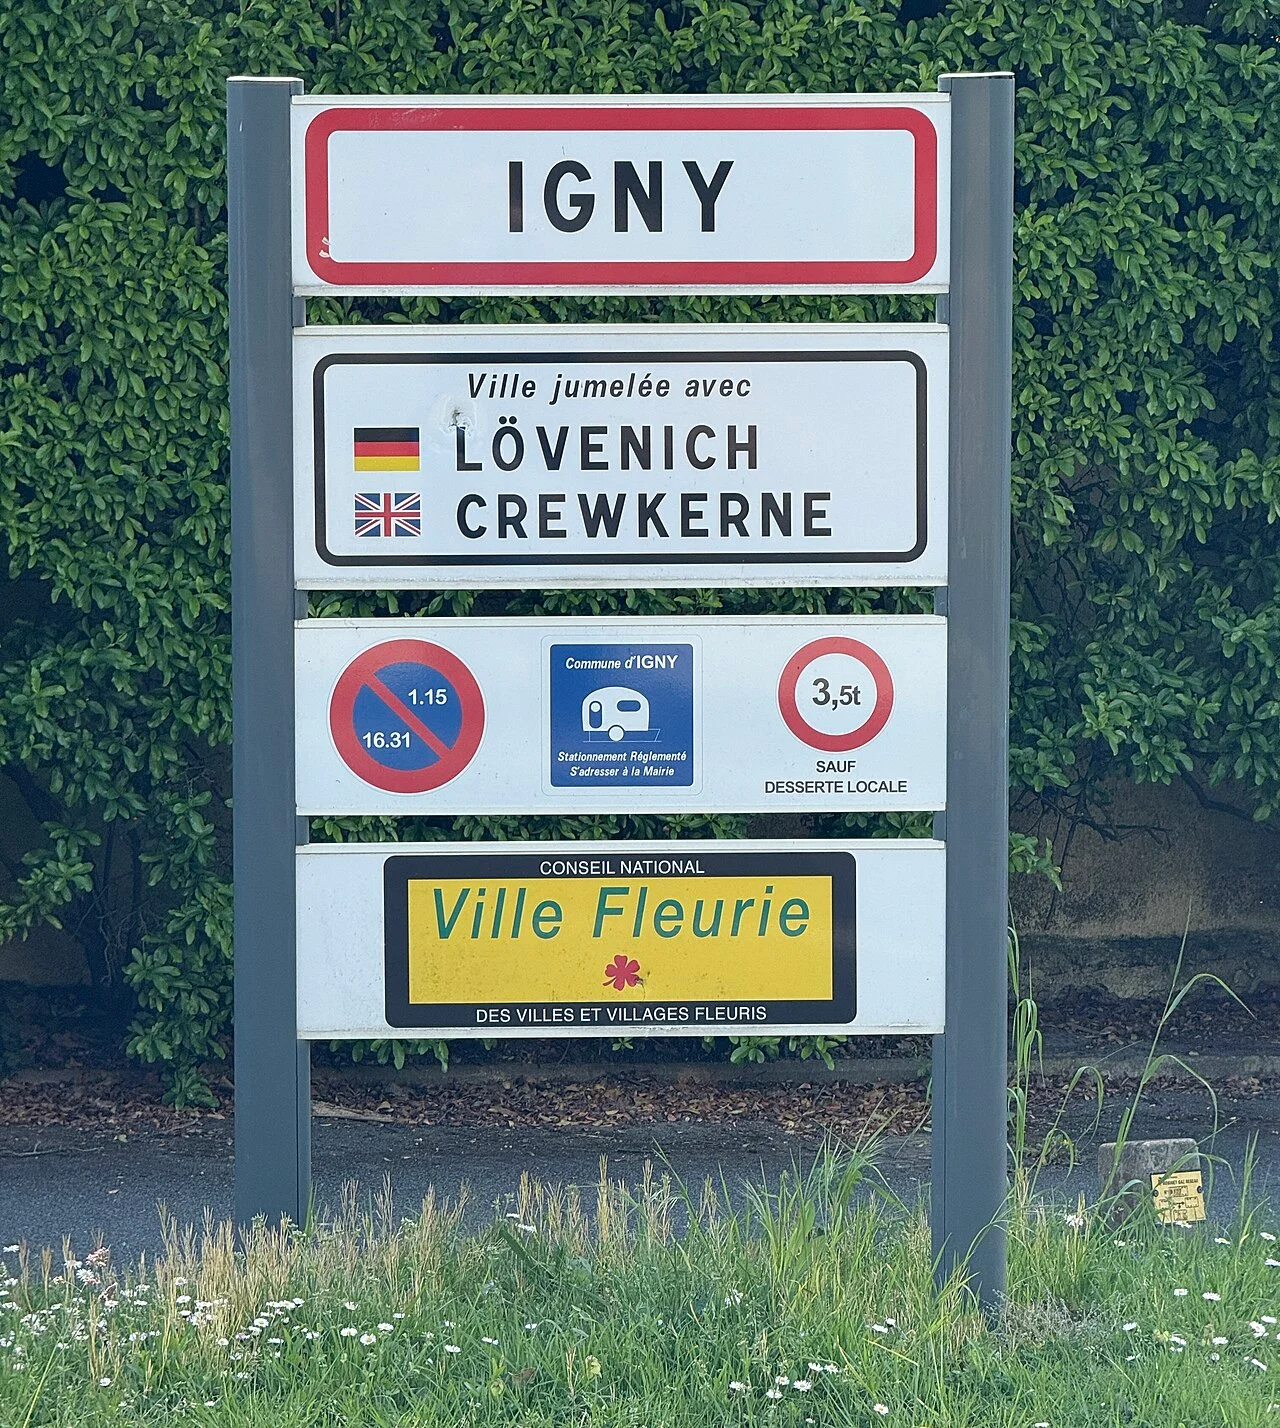 IGNY
Ville jumelée avec
LÖVENICH
CREWKERNE
1.15
16.31
Commune d'IGNY
Stationnement Réglementé
S'adresser à la Mairie
3,5t
SAUF
DESSERTE LOCALE
CONSEIL NATIONAL
Ville Fleurie
DES VILLES ET VILLAGES FLEURIS